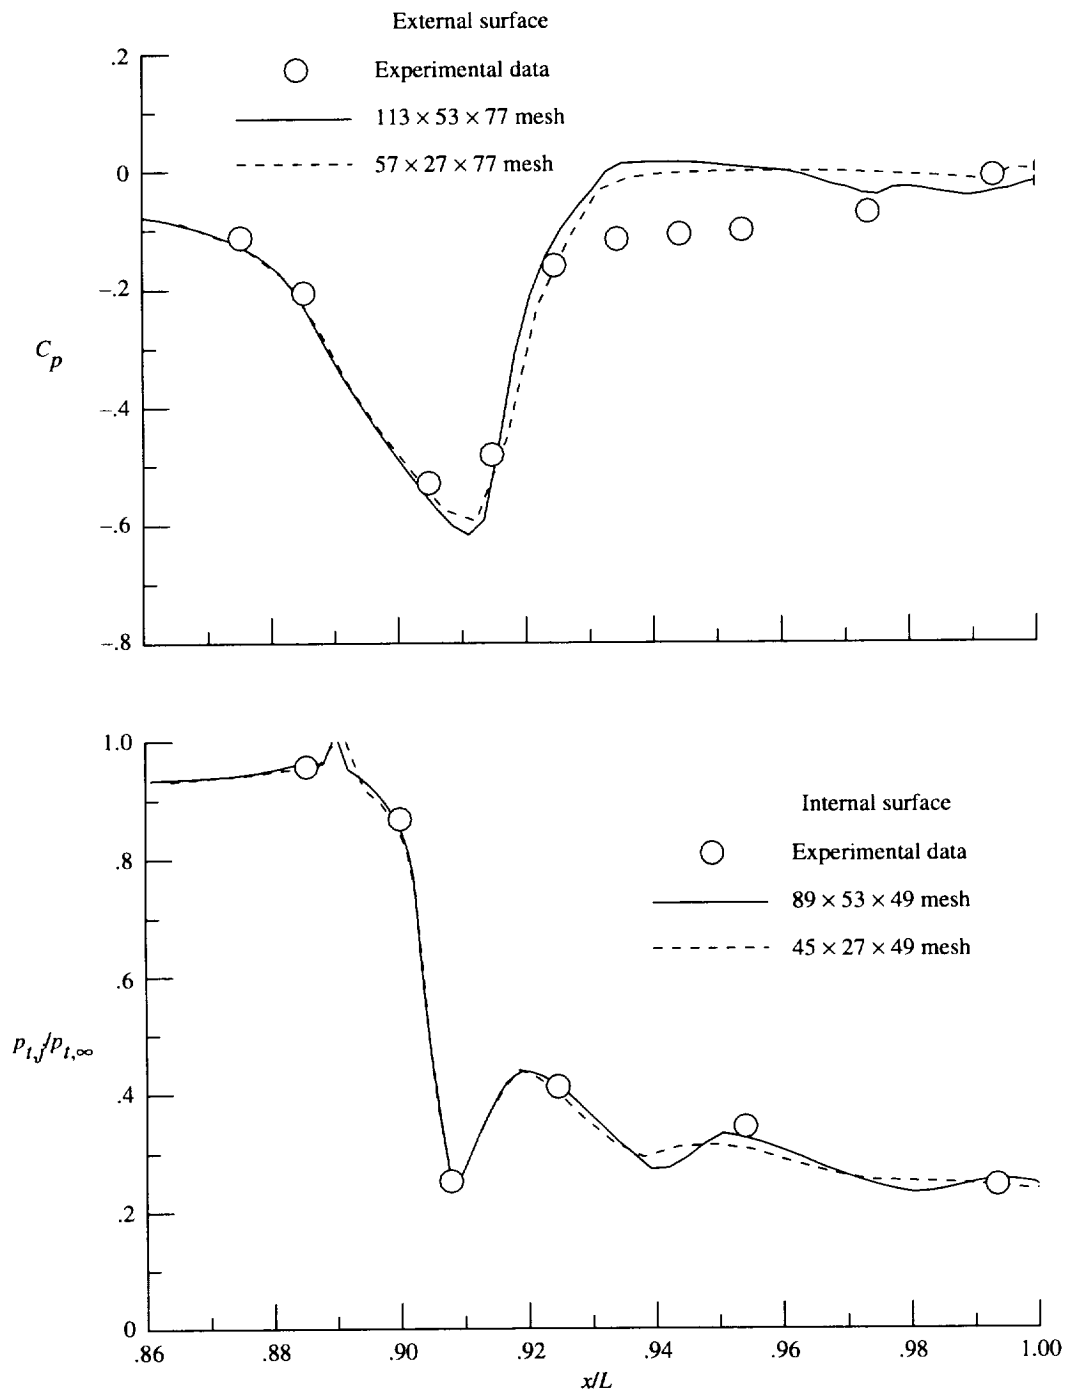 External surface
Experimental data
113 × 53 × 77 mesh
57 × 27 × 77 mesh
.2
0
–.2
–.4
–.6
–.8
C_p
Internal surface
Experimental data
89 × 53 × 49 mesh
45 × 27 × 49 mesh
1.0
.8
.6
.4
.2
0
p_{t,j}/p_{t,∞}
.86 .88 .90 .92 .94 .96 .98 1.00
x/L